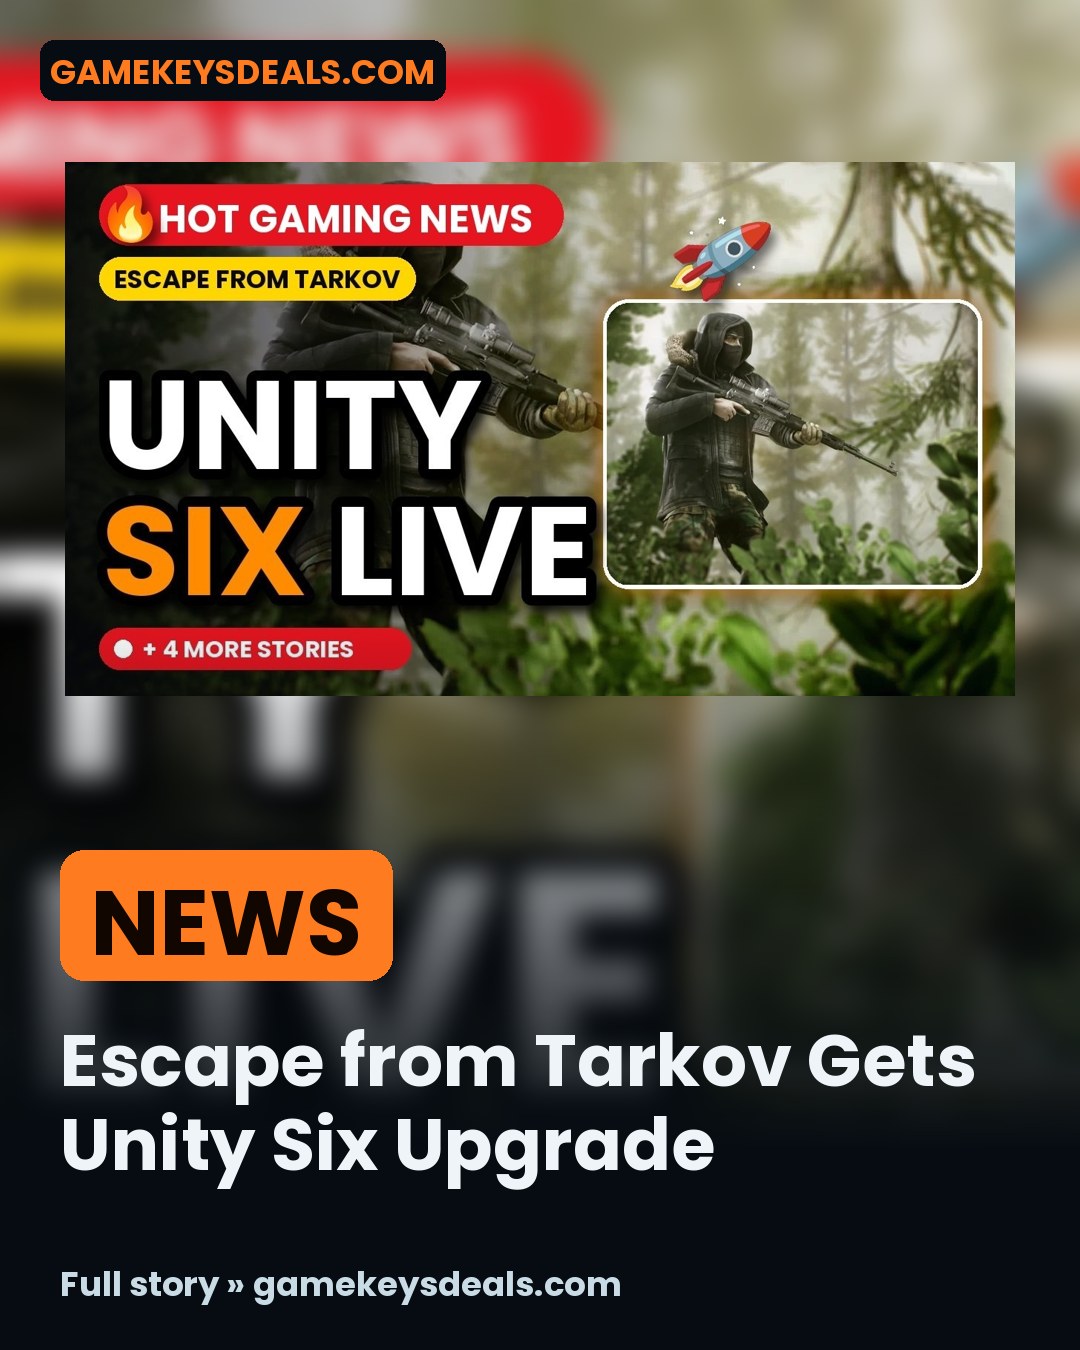 GAMEKEYSDEALS.COM
HOT GAMING NEWS
ESCAPE FROM TARKOV
UNITY
SIX LIVE
+ 4 MORE STORIES
NEWS
Escape from Tarkov Gets
Unity Six Upgrade
Full story » gamekeysdeals.com